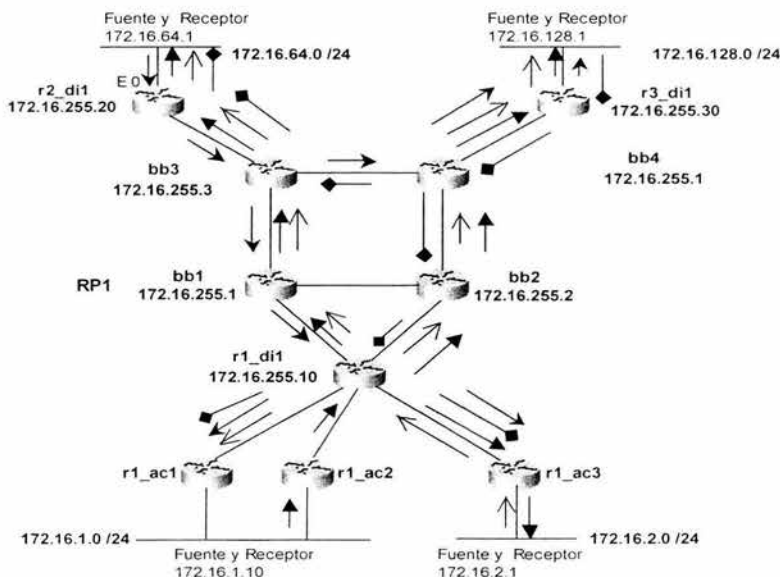 Fuente y Receptor
172.16.64.1
172.16.64.0 /24
E0
r2_di1
172.16.255.20
Fuente y Receptor
172.16.128.1
172.16.128.0 /24
r3_di1
172.16.255.30
bb3
172.16.255.3
bb4
172.16.255.1
RP1
bb1
172.16.255.1
bb2
172.16.255.2
r1_di1
172.16.255.10
r1_ac1
r1_ac2
r1_ac3
172.16.1.0 /24
Fuente y Receptor
172.16.1.10
172.16.2.0 /24
Fuente y Receptor
172.16.2.1